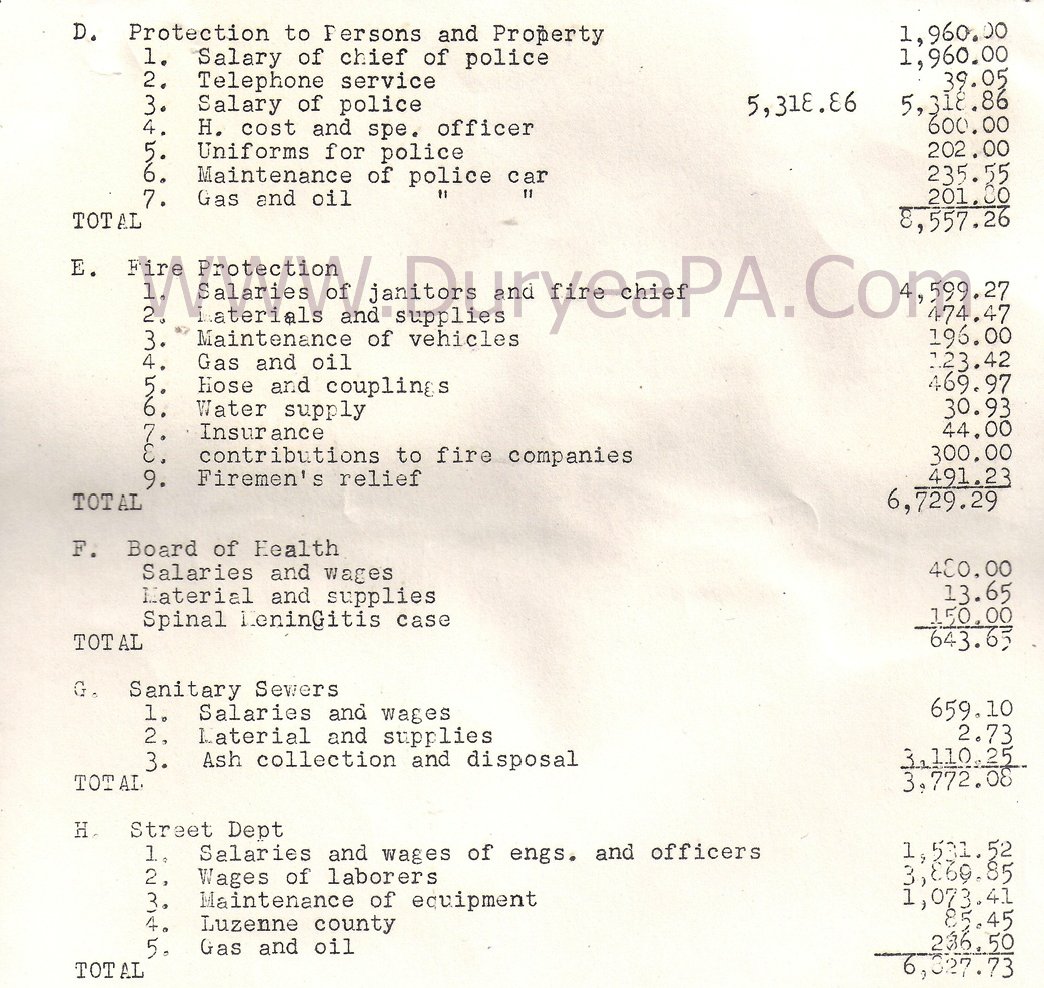 D. Protection to Persons and Property 1,960.00
1. Salary of chief of police 1,960.00
2. Telephone service 39.05
3. Salary of police 5,318.86 5,318.86
4. H. cost and spe. officer 600.00
5. Uniforms for police 202.00
6. Maintenance of police car 235.55
7. Gas and oil " " 201.80
TOTAL 8,557.26
WWW.DuryeaPA.Com
E. Fire Protection
1. Salaries of janitors and fire chief 4,599.27
2. Materials and supplies 474.47
3. Maintenance of vehicles 196.00
4. Gas and oil 123.42
5. Hose and couplings 469.97
6. Water supply 30.93
7. Insurance 44.00
8. contributions to fire companies 300.00
9. Firemen's relief 491.23
TOTAL 6,729.29
F. Board of Health
Salaries and wages 480.00
Material and supplies 13.65
Spinal MeninGitis case 150.00
TOTAL 643.65
G. Sanitary Sewers
1. Salaries and wages 659.10
2. Material and supplies 2.73
3. Ash collection and disposal 3,110.25
TOTAL 3,772.08
H. Street Dept
1. Salaries and wages of engs. and officers 1,531.52
2. Wages of laborers 3,869.85
3. Maintenance of equipment 1,073.41
4. Luzenne county 85.45
5. Gas and oil
TOTAL 6,827.73